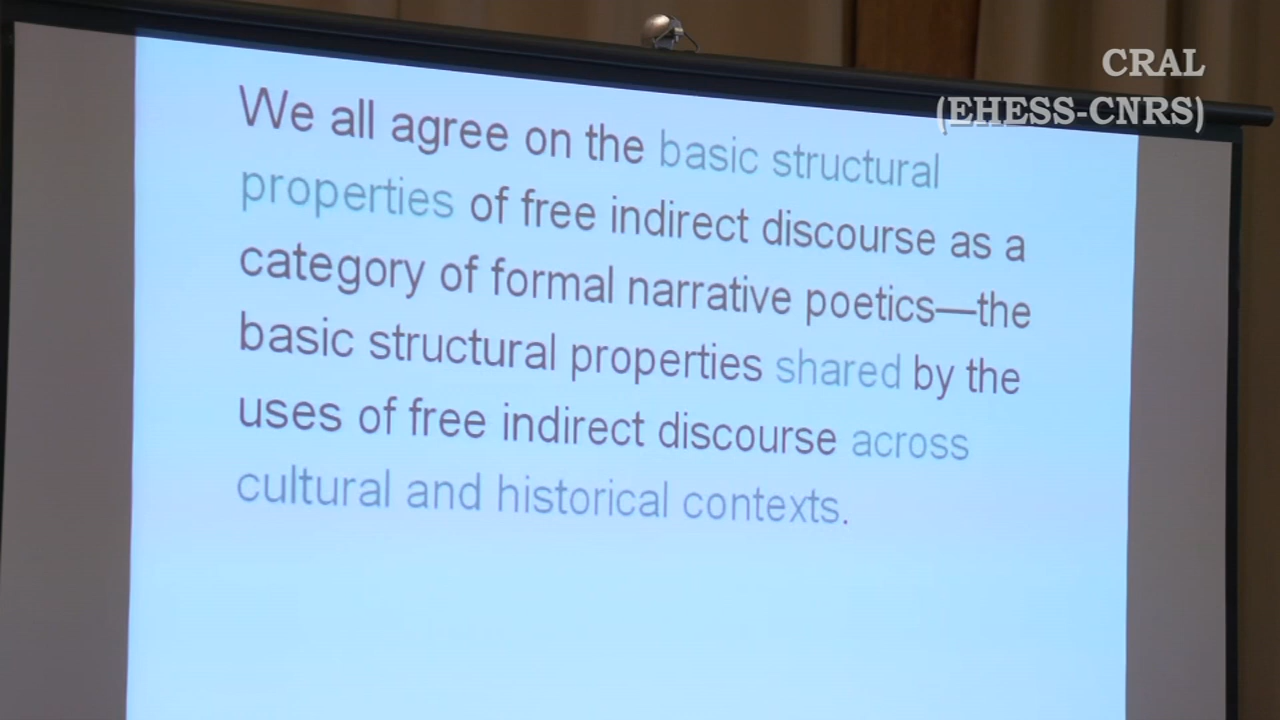 CRAL
(EHESS-CNRS)
We all agree on the basic structural
properties of free indirect discourse as a
category of formal narrative poetics—the
basic structural properties shared by the
uses of free indirect discourse across
cultural and historical contexts.